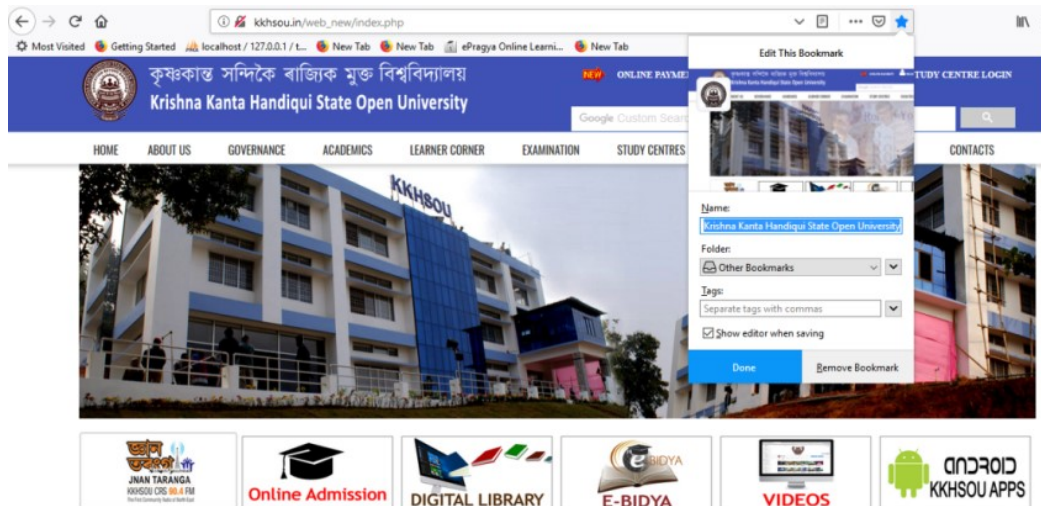 kkhsou.in/web_new/index.php
Most Visited Getting Started localhost / 127.0.0.1 / t... New Tab New Tab ePragya Online Learni... New Tab
Edit This Bookmark
কৃষ্ণকান্ত সন্দিকৈ ৰাজ্যিক মুক্ত বিশ্ববিদ্যালয়
Krishna Kanta Handiqui State Open University
NEW ONLINE PAYME
TUDY CENTRE LOGIN
Google Custom Sear
HOME ABOUT US GOVERNANCE ACADEMICS LEARNER CORNER EXAMINATION STUDY CENTRES CONTACTS
KKHSOU
Name:
Krishna Kanta Handiqui State Open University
Folder:
Other Bookmarks
Tags:
Separate tags with commas
Show editor when saving
Done Remove Bookmark
জ্ঞান
তৰংগ
JNAN TARANGA
KKHSOU CRS 90.4 FM
Online Admission
DIGITAL LIBRARY
e-BIDYA
E-BIDYA
VIDEOS
ANDROID
KKHSOU APPS